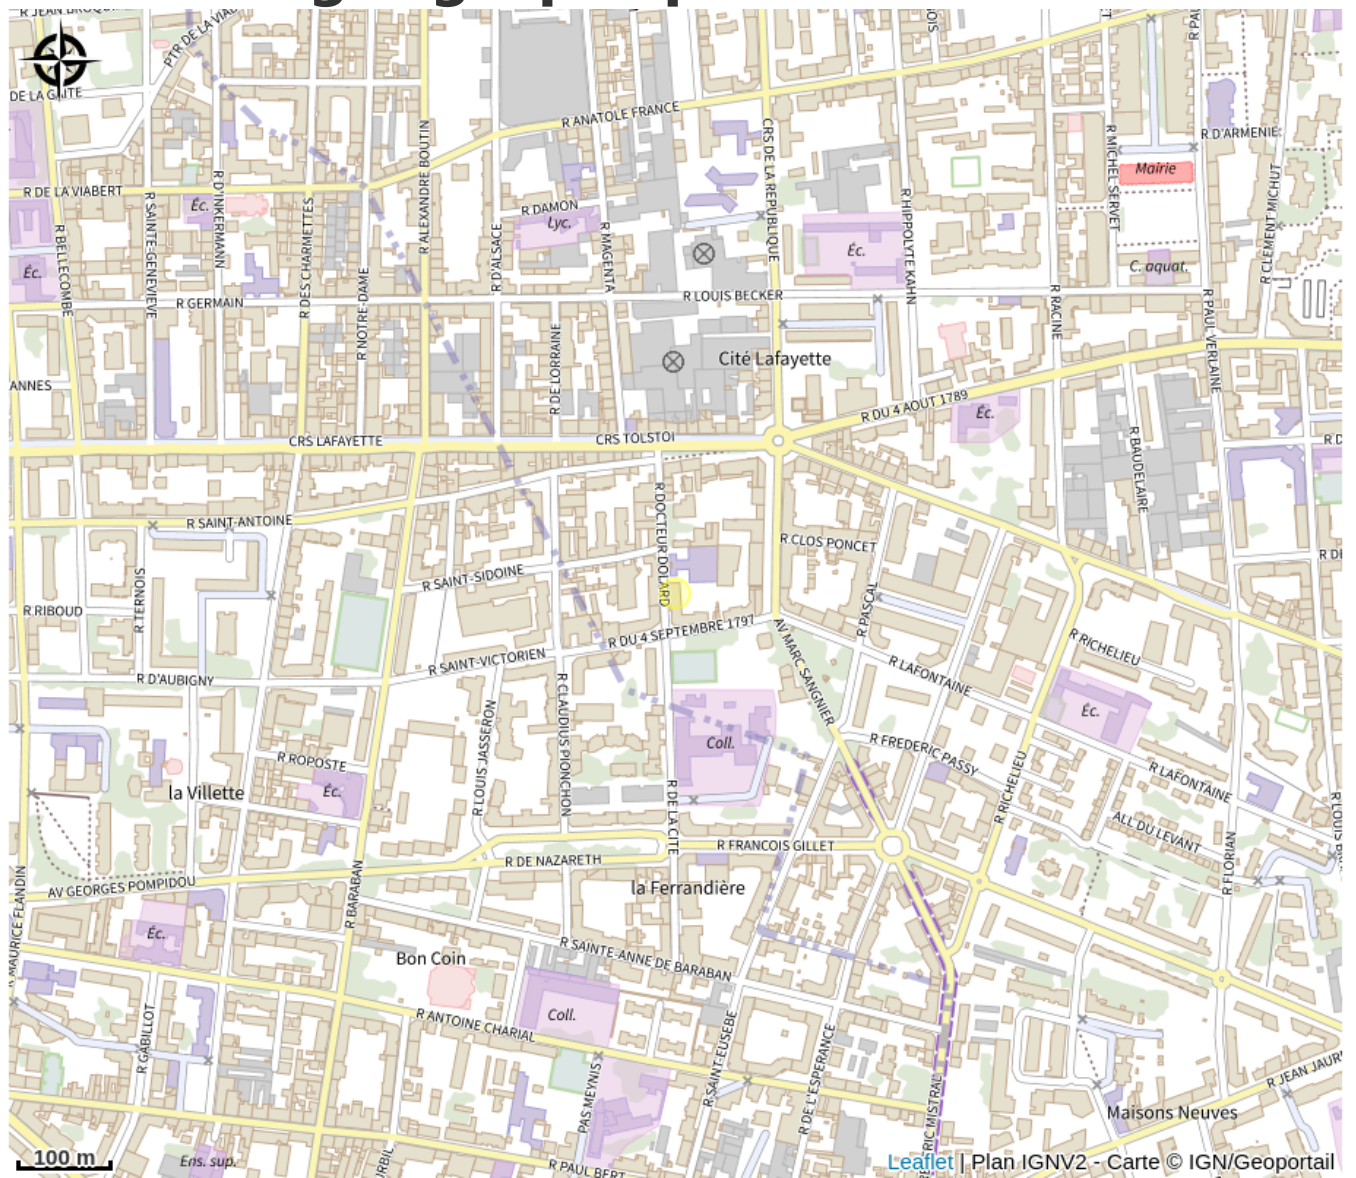 PTR DE LA VIAB
R ANATOLE FRANCE
CRS DE LA REPUBLIQUE
R D'ARMENIE
R MICHEL SERVET
Mairie
DE LA GAITE
R ALEXANDRE BOUTIN
R DE LA VIABERT
R SAINTE-GENEVIEVE
R D'INKERMANN
Éc.
R DES CHARMETTES
R DAMON
Lyc.
R MAGENTA
R D'ALSACE
R HIPPOLYTE KAHN
Éc.
C. aquat.
R CLEMENT MICHUT
R BELLECOMBE
Éc.
R NOTRE-DAME
R GERMAIN
R LOUIS BECKER
R RACINE
R PAUL VERLAINE
Cité Lafayette
R DE LORRAINE
ANNES
R DU 4 AOUT 1789
Éc.
CRS LAFAYETTE
CRS TOLSTOI
R BAUDELAIRE
R SAINT-ANTOINE
R DOCTEUR DOLARD
R CLOS PONCET
R SAINT-SIDOINE
R TERNOIS
R RIBOUD
R PASCAL
R DU 4 SEPTEMBRE 1797
AV MARC SANGNIER
R RICHELIEU
R SAINT-VICTORIEN
R LAFONTAINE
R D'AUBIGNY
R CLAUDIUS PIONCHON
R LOUIS JASSERON
Éc.
Coll.
R FREDERIC PASSY
R ROPOSTE
la Villette
Éc.
R DE LA CITE
R RICHELIEU
R LAFONTAINE
ALL DU LEVANT
R FRANCOIS GILLET
R DE NAZARETH
AV GEORGES POMPIDOU
la Ferrandière
R BARABAN
R FLORIAN
R MAURICE FLANDIN
Éc.
R SAINTE-ANNE DE BARABAN
Bon Coin
Coll.
R ANTOINE CHARIAL
R GABILLOT
R SAINT-EUSEBE
R DE L'ESPERANCE
PAS MEYNIS
R JEAN JAUR
Maisons Neuves
RIC MISTRAL
100 m
Ens. sup.
R PAUL BERT
Leaflet | Plan IGNV2 - Carte © IGN/Geoportail